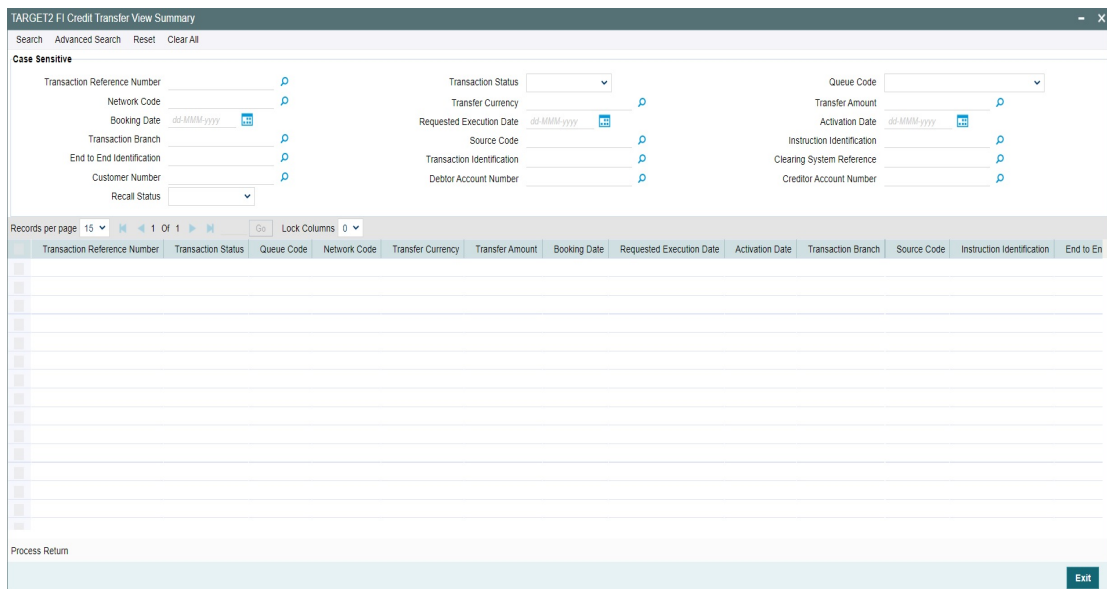 TARGET2 FI Credit Transfer View Summary - X
Search Advanced Search Reset Clear All
Case Sensitive
Transaction Reference Number Transaction Status Queue Code
Network Code Transfer Currency Transfer Amount
Booking Date dd-MMM-yyyy Requested Execution Date dd-MMM-yyyy Activation Date dd-MMM-yyyy
Transaction Branch Source Code Instruction Identification
End to End Identification Transaction Identification Clearing System Reference
Customer Number Debtor Account Number Creditor Account Number
Recall Status
Records per page 15 1 Of 1 Go Lock Columns 0
Transaction Reference Number Transaction Status Queue Code Network Code Transfer Currency Transfer Amount Booking Date Requested Execution Date Activation Date Transaction Branch Source Code Instruction Identification End to En
Process Return
Exit